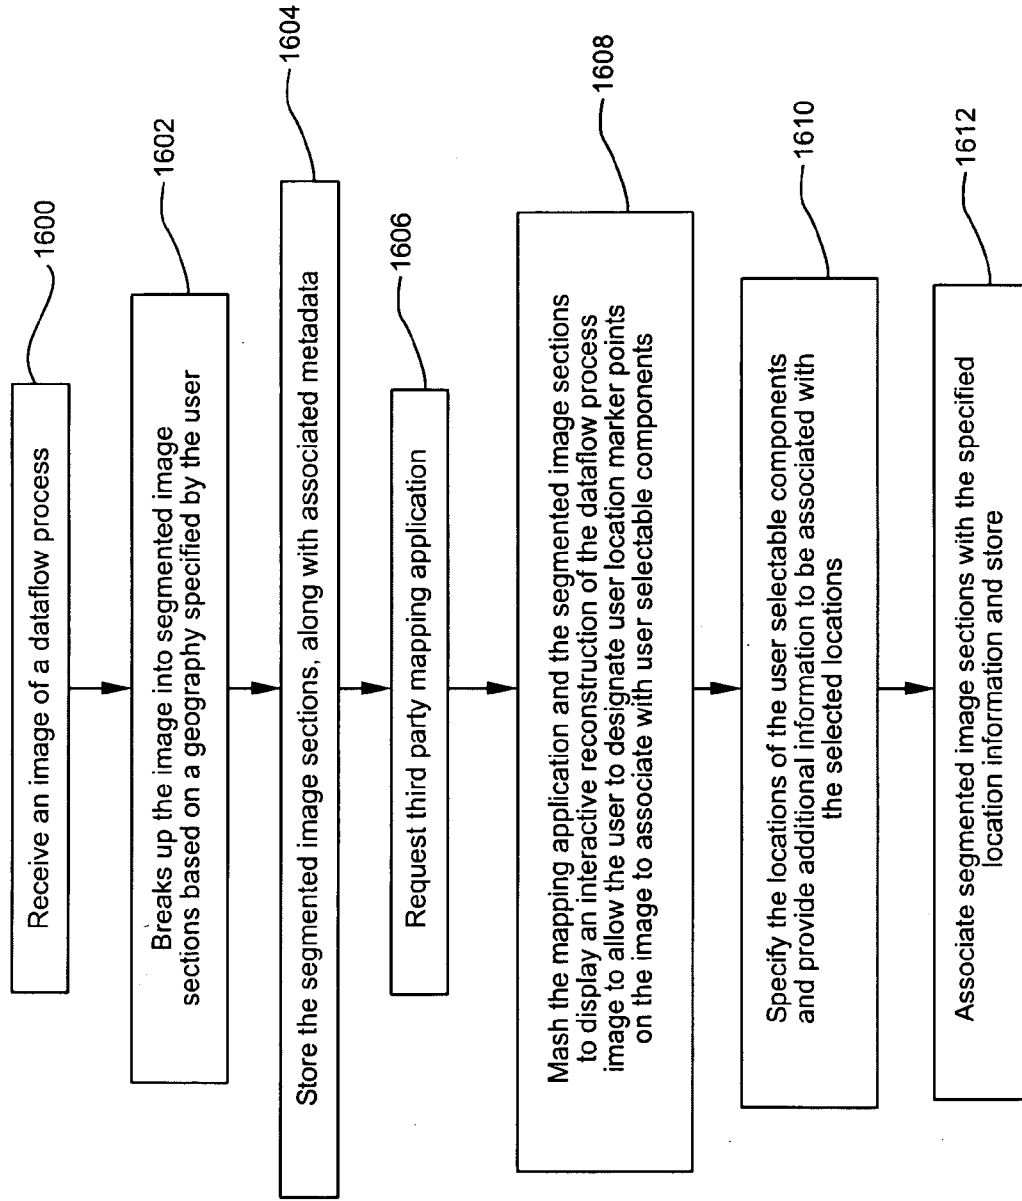 Receive an image of a dataflow process
1600
Breaks up the image into segmented image
sections based on a geography specified by the user
1602
Store the segmented image sections, along with associated metadata
1604
Request third party mapping application
1606
Mash the mapping application and the segmented image sections
to display an interactive reconstruction of the dataflow process
image to allow the user to designate user location marker points
on the image to associate with user selectable components
1608
Specify the locations of the user selectable components
and provide additional information to be associated with
the selected locations
1610
Associate segmented image sections with the specified
location information and store
1612